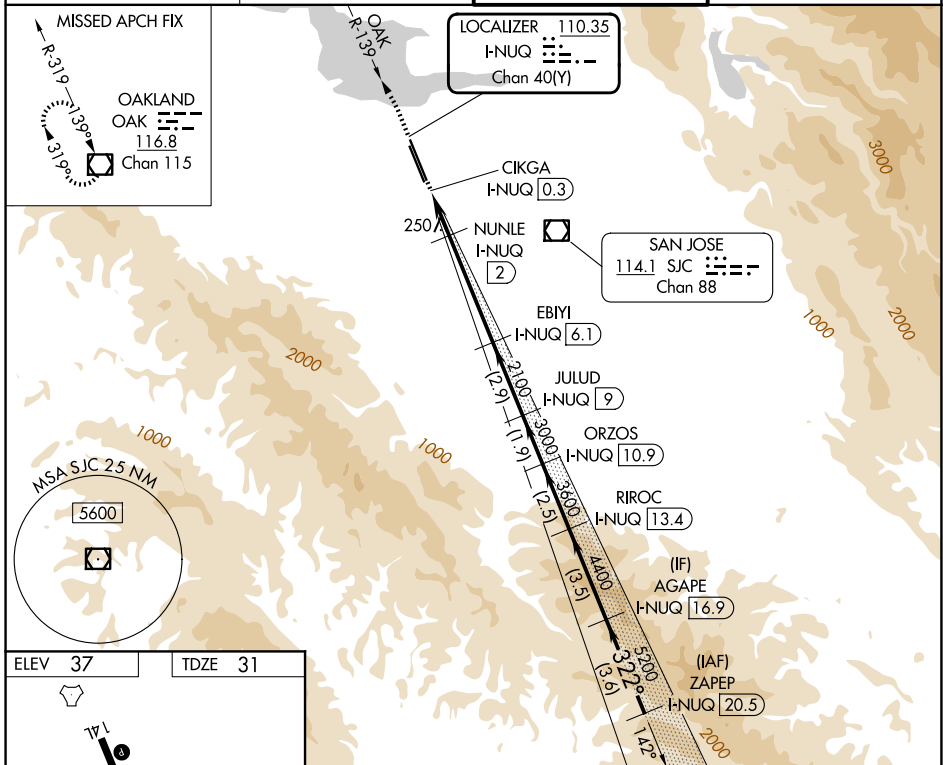 MISSED APCH FIX
R-319
139°
319°
OAKLAND
OAK
116.8
Chan 115
OAK
R-139
LOCALIZER 110.35
I-NUQ
Chan 40(Y)
3000
CIKGA
I-NUQ 0.3
250
NUNLE
I-NUQ
2
SAN JOSE
114.1 SJC
Chan 88
EBIYI
I-NUQ 6.1
1000
2000
2000
2100
(2.9)
JULUD
I-NUQ 9
3000
(1.9)
ORZOS
I-NUQ 10.9
1000
1000
3600
(2.5)
RIROC
I-NUQ 13.4
MSA SJC 25 NM
5600
4400
(3.5)
(IF)
AGAPE
I-NUQ 16.9
5200
322°
(3.6)
(IAF)
ZAPEP
I-NUQ 20.5
142°
2000
ELEV 37
TDZE 31
14L
P